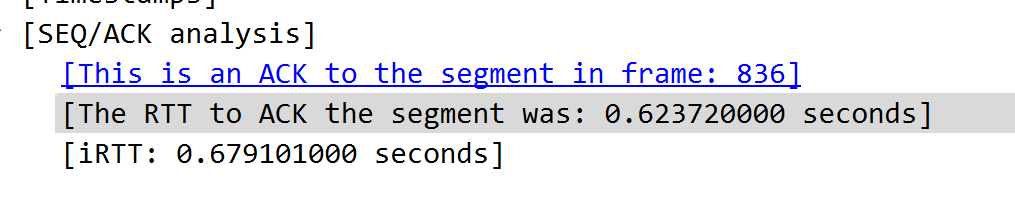 [Timestamps]
[SEQ/ACK analysis]
[This is an ACK to the segment in frame: 836]
[The RTT to ACK the segment was: 0.623720000 seconds]
[iRTT: 0.679101000 seconds]